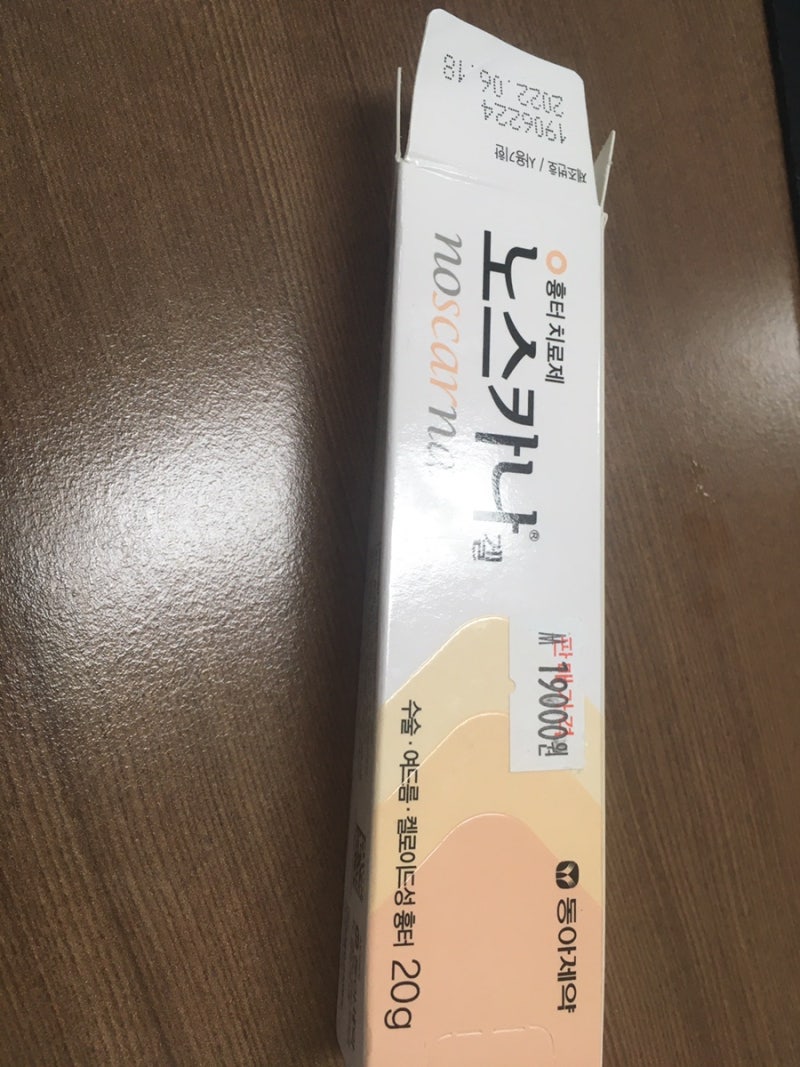 제조번호 / 사용기한
1906224
2022.06.18
흉터 치료제
노스카나® 겔
noscarna
판매가격
₩ 19000원
수술·여드름·켈로이드성 흉터 20g
동아제약